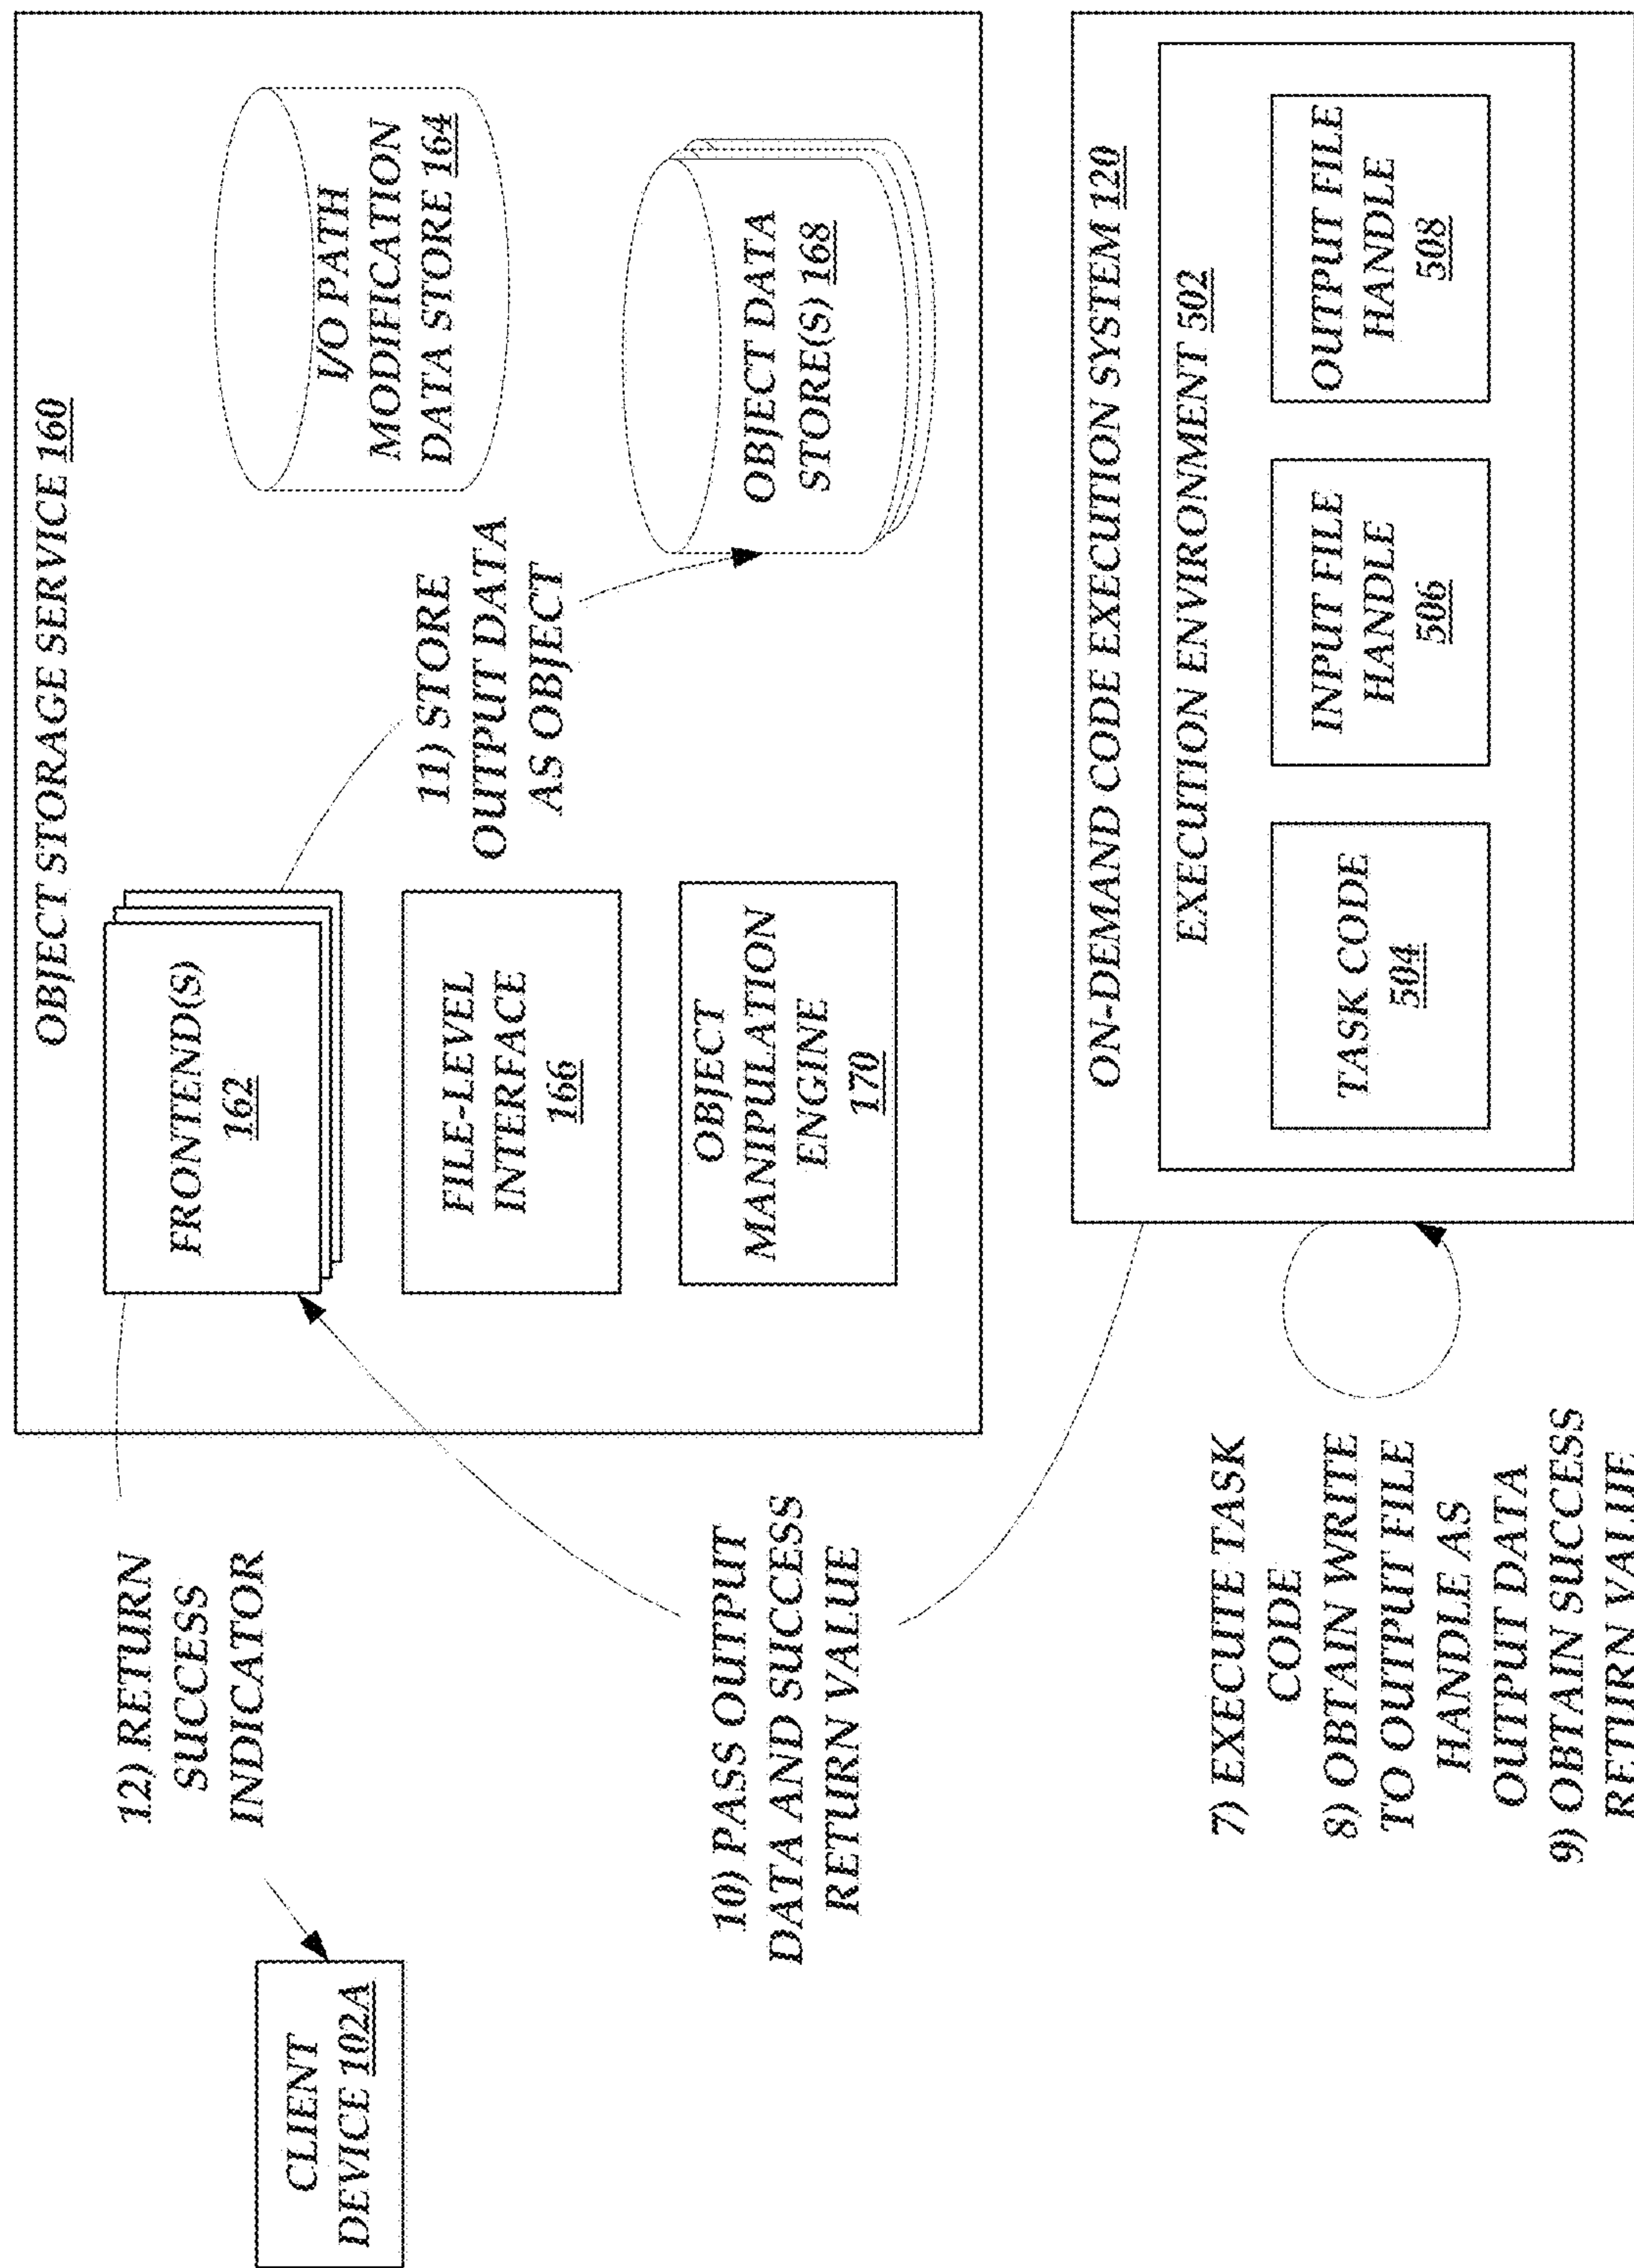 OBJECT STORAGE SERVICE 160
FRONTEND(S)
162
FILE-LEVEL
INTERFACE
166
OBJECT
MANIPULATION
ENGINE
170
I/O PATH
MODIFICATION
DATA STORE 164
OBJECT DATA
STORE(S) 168
11) STORE
OUTPUT DATA
AS OBJECT
12) RETURN
SUCCESS
INDICATOR
CLIENT
DEVICE 102A
10) PASS OUTPUT
DATA AND SUCCESS
RETURN VALUE
ON-DEMAND CODE EXECUTION SYSTEM 120
EXECUTION ENVIRONMENT 502
TASK CODE
504
INPUT FILE
HANDLE
506
OUTPUT FILE
HANDLE
508
7) EXECUTE TASK
CODE
8) OBTAIN WRITE
TO OUTPUT FILE
HANDLE AS
OUTPUT DATA
9) OBTAIN SUCCESS
RETURN VALUE